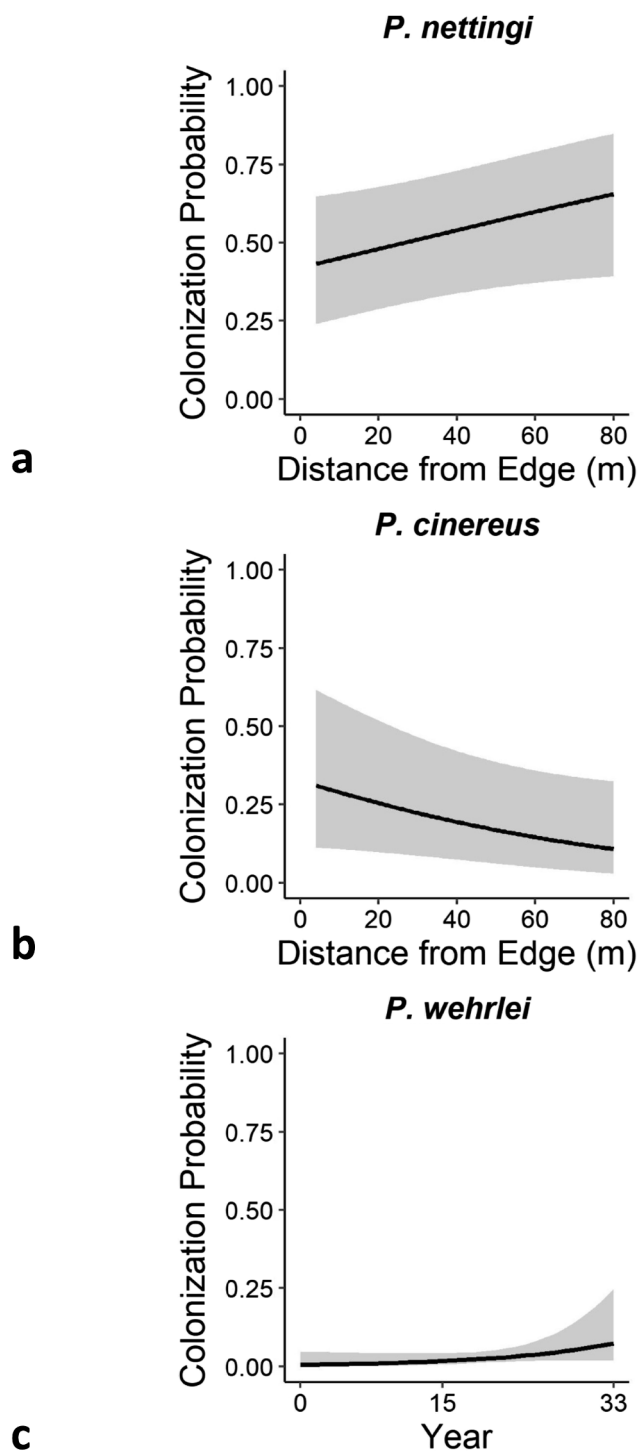 P. nettingi
Colonization Probability
1.00
0.75
0.50
0.25
0.00
0 20 40 60 80
Distance from Edge (m)
a
P. cinereus
Colonization Probability
1.00
0.75
0.50
0.25
0.00
0 20 40 60 80
Distance from Edge (m)
b
P. wehrlei
Colonization Probability
1.00
0.75
0.50
0.25
0.00
0 15 33
Year
c